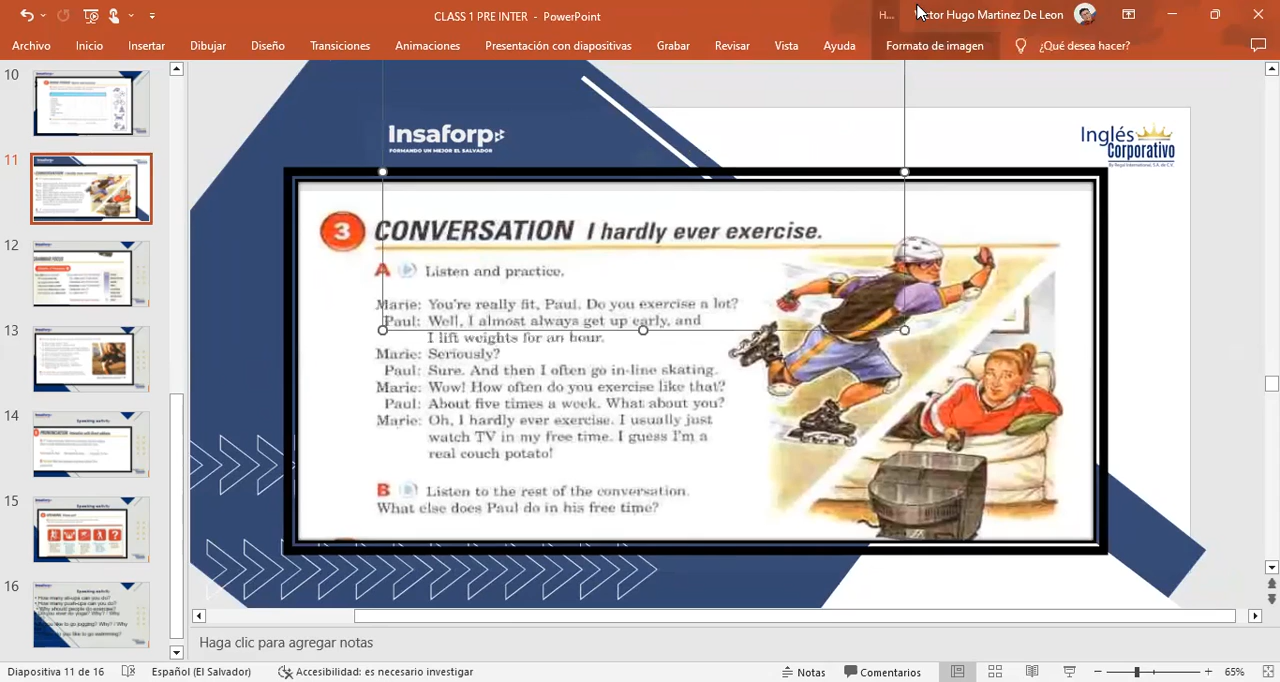 CLASS 1 PRE INTER - PowerPoint
H...
ctor Hugo Martinez De Leon
Archivo Inicio Insertar Dibujar Diseño Transiciones Animaciones Presentación con diapositivas Grabar Revisar Vista Ayuda Formato de imagen ¿Qué desea hacer?
10
11
12
13
14
15
16
Insaforp
FORMANDO UN MEJOR EL SALVADOR
Inglés
Corporativo
By Regal International, S.A. de C.V.
3 CONVERSATION I hardly ever exercise.
A Listen and practice.
Marie: You're really fit, Paul. Do you exercise a lot?
Paul: Well, I almost always get up early, and
I lift weights for an hour.
Marie: Seriously?
Paul: Sure. And then I often go in-line skating.
Marie: Wow! How often do you exercise like that?
Paul: About five times a week. What about you?
Marie: Oh, I hardly ever exercise. I usually just
watch TV in my free time. I guess I'm a
real couch potato!
B Listen to the rest of the conversation.
What else does Paul do in his free time?
Haga clic para agregar notas
Diapositiva 11 de 16 Español (El Salvador) Accesibilidad: es necesario investigar Notas Comentarios 65%